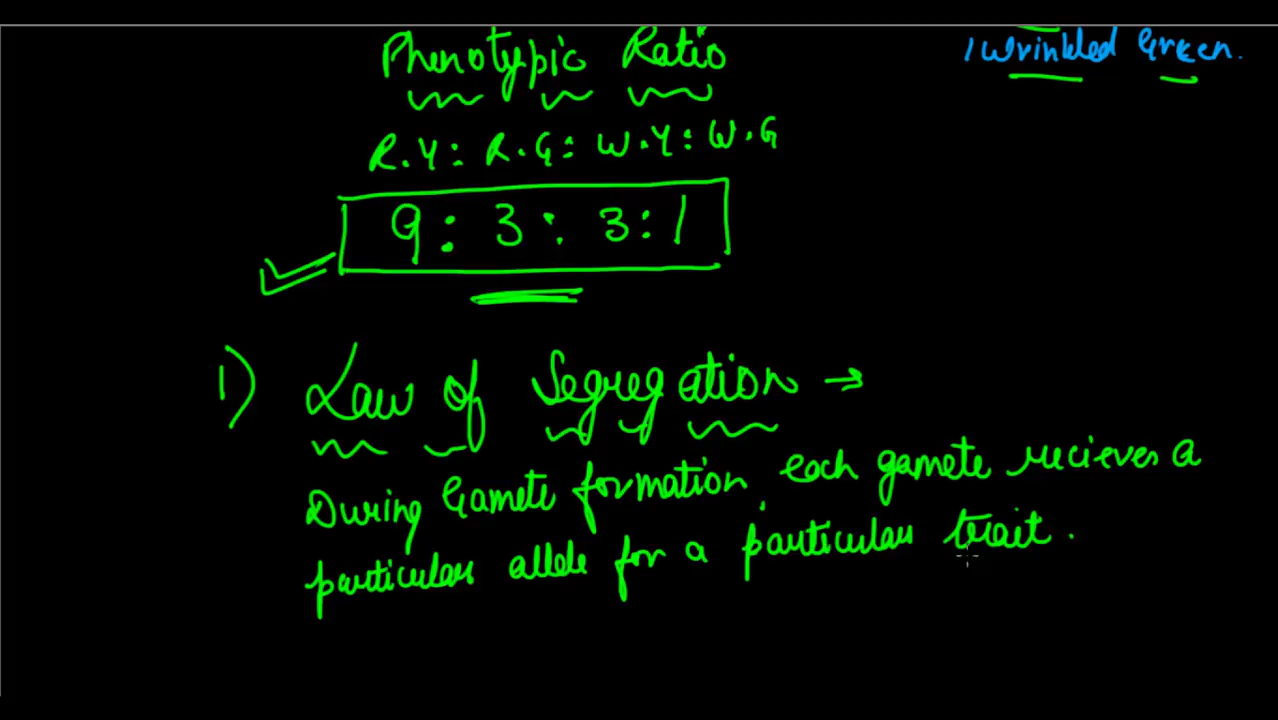 Phenotypic Ratio
1 wrinkled Green.
R.Y : R.G : W.Y : W.G
9 : 3 : 3 : 1
1) Law of Segregation →
During Gamete formation, each gamete reciever a
particular allele for a particular trait.